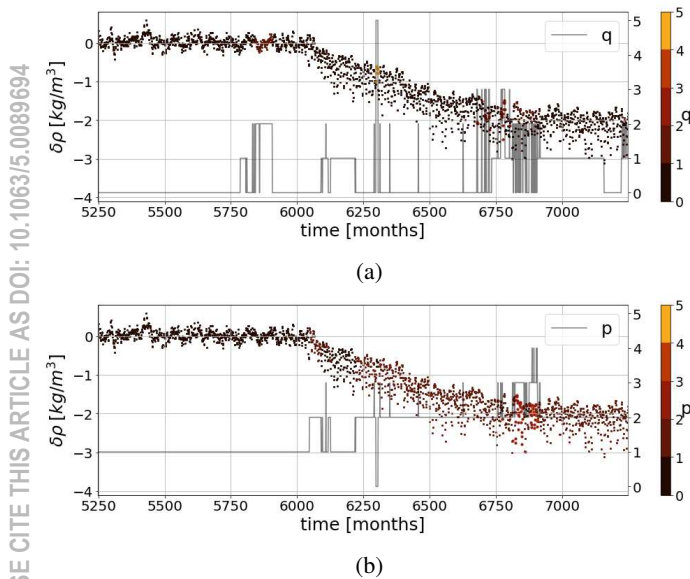 SE CITE THIS ARTICLE AS DOI: 10.1063/5.0089694
0
−1
−2
−3
−4
δρ [kg/m³]
5250 5500 5750 6000 6250 6500 6750 7000
time [months]
q
5
4
3
2
1
0
5
4
3
2
1
0
q
(a)
0
−1
−2
−3
−4
δρ [kg/m³]
5250 5500 5750 6000 6250 6500 6750 7000
time [months]
p
5
4
3
2
1
0
5
4
3
2
1
0
p
(b)